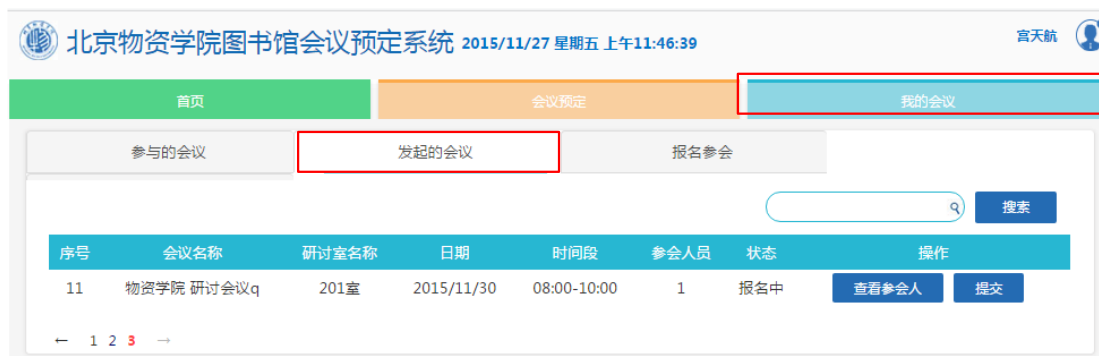 北京物资学院图书馆会议预定系统 2015/11/27 星期五 上午11:46:39 宫天航
首页 会议预定 我的会议
参与的会议 发起的会议 报名参会
搜索
序号 会议名称 研讨室名称 日期 时间段 参会人员 状态 操作
11 物资学院 研讨会议q 201室 2015/11/30 08:00-10:00 1 报名中 查看参会人 提交
← 1 2 3 →